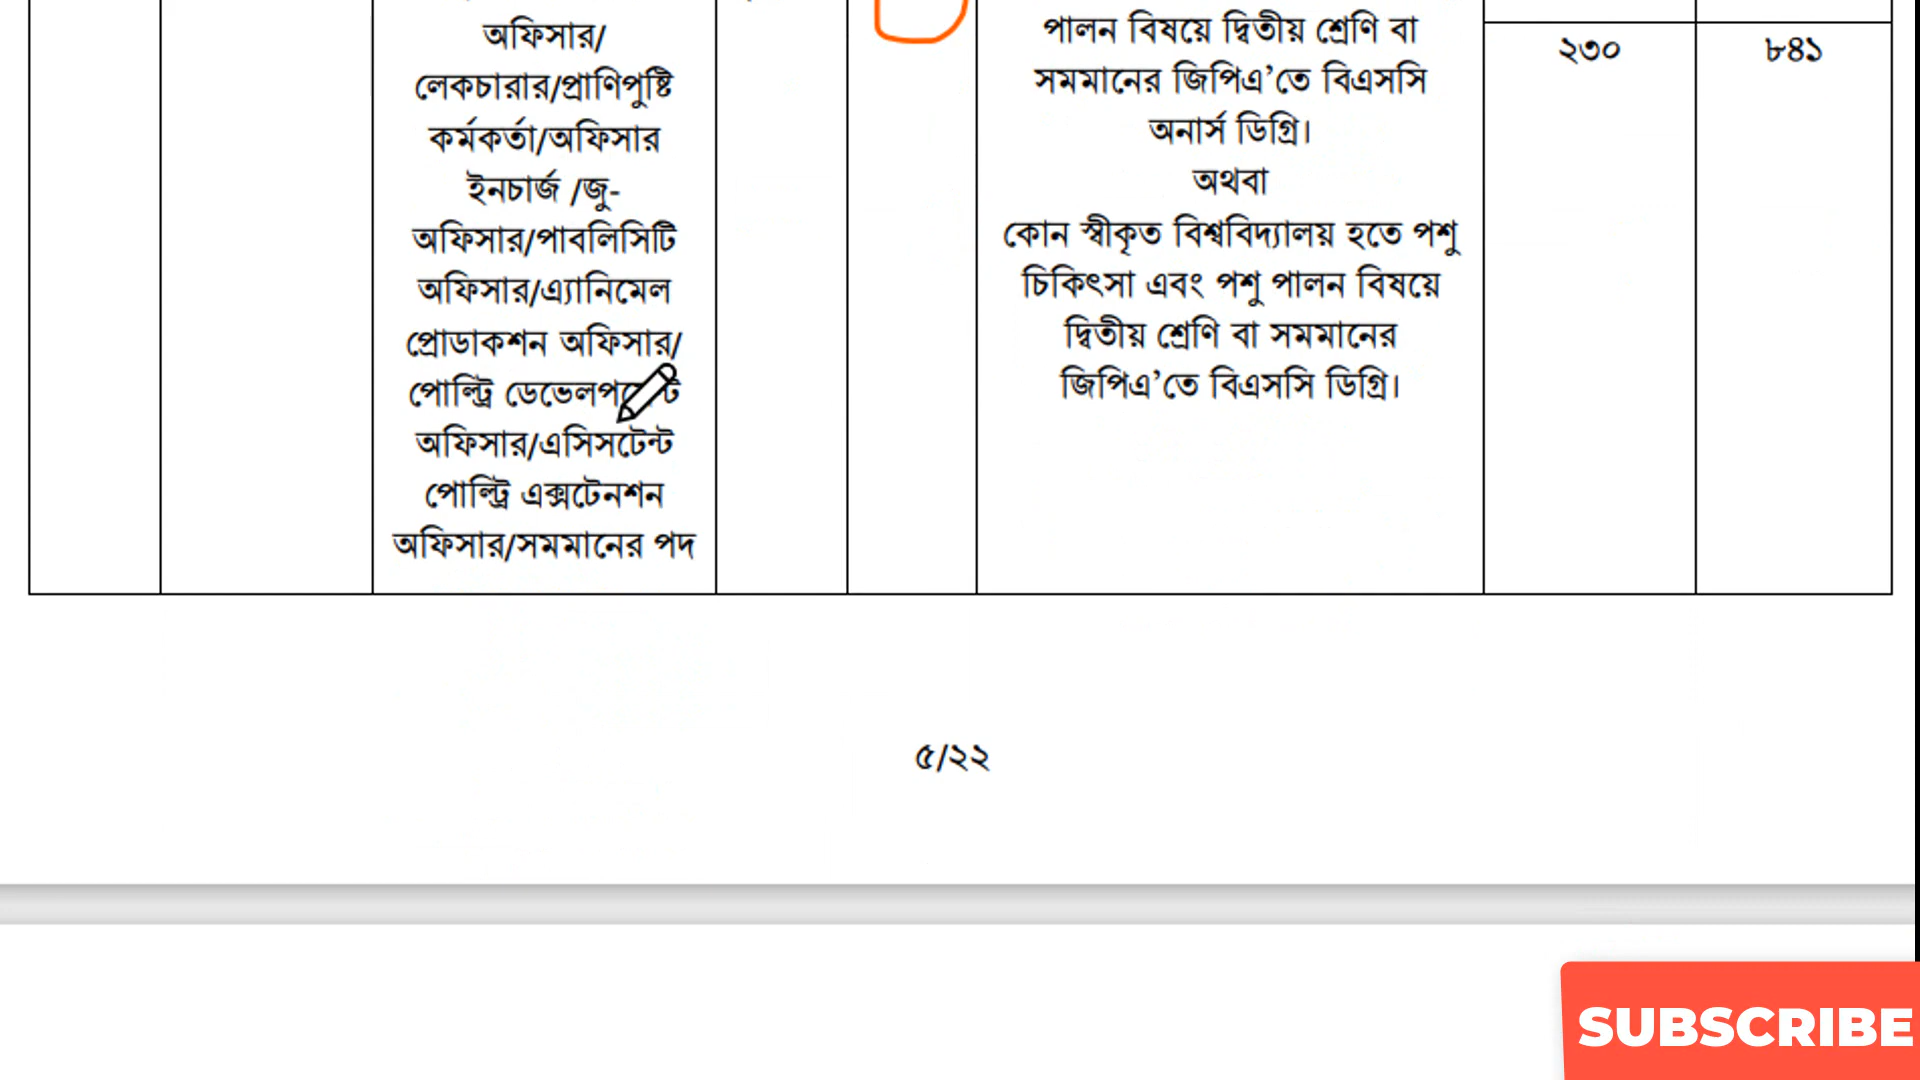 অফিসার/
লেকচারার/প্রাণিপুষ্টি
কর্মকর্তা/অফিসার
ইনচার্জ /জু-
অফিসার/পাবলিসিটি
অফিসার/এ্যানিমেল
প্রোডাকশন অফিসার/
পোল্ট্রি
অফিসার/এসিসটেন্ট
পোল্ট্রি এক্সটেনশন
অফিসার/সমমানের পদ
পালন বিষয়ে দ্বিতীয় শ্রেণি বা
সমমানের জিপিএ’তে বিএসসি
অনার্স ডিগ্রি।
অথবা
কোন স্বীকৃত বিশ্ববিদ্যালয় হতে পশু
চিকিৎসা এবং পশু পালন বিষয়ে
দ্বিতীয় শ্রেণি বা সমমানের
জিপিএ’তে বিএসসি ডিগ্রি।
২৩০
৮৪১
৫/২২
SUBSCRIBE